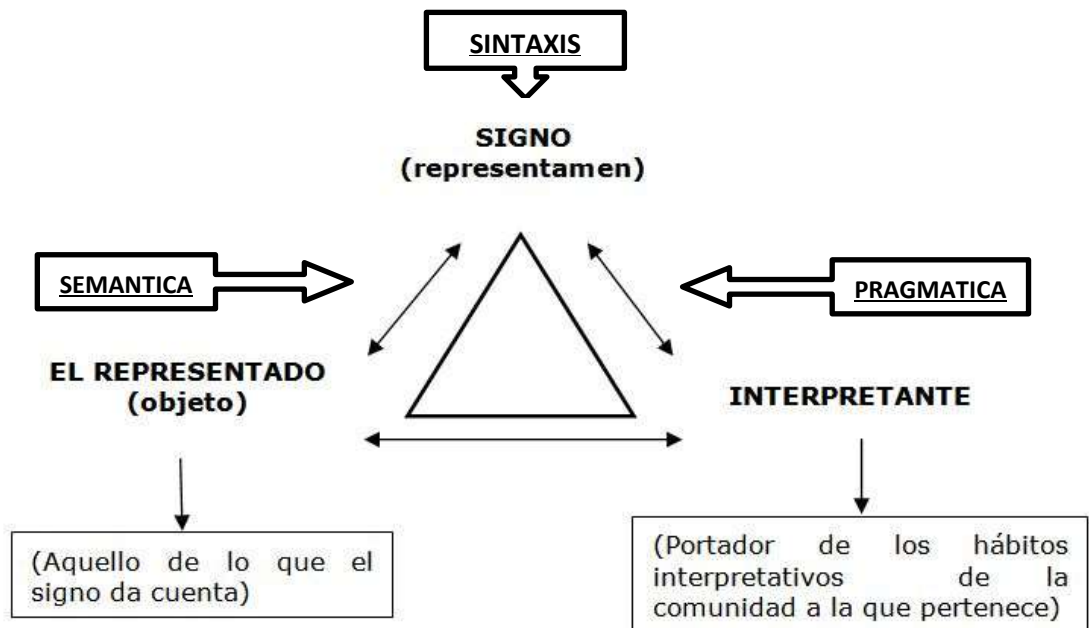 SINTAXIS
SIGNO
(representamen)
SEMANTICA
PRAGMATICA
EL REPRESENTADO
(objeto)
INTERPRETANTE
(Aquello de lo que el
signo da cuenta)
(Portador de los hábitos
interpretativos de la
comunidad a la que pertenece)